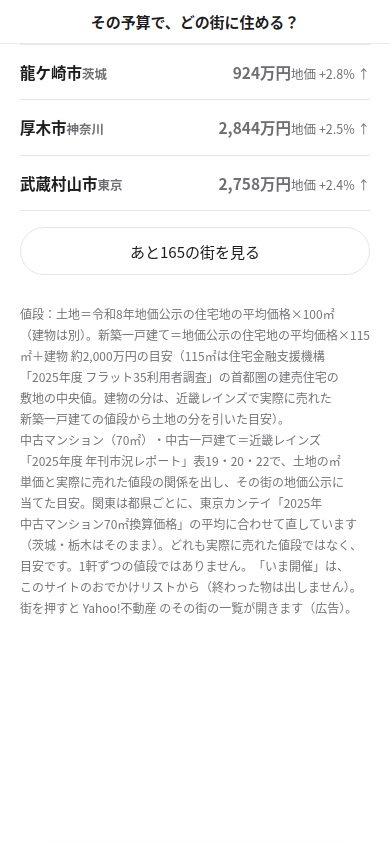 その予算で、どの街に住める？
龍ケ崎市茨城 924万円地価 +2.8% ↑
厚木市神奈川 2,844万円地価 +2.5% ↑
武蔵村山市東京 2,758万円地価 +2.4% ↑
あと165の街を見る
値段：土地＝令和8年地価公示の住宅地の平均価格×100㎡
（建物は別）。新築一戸建て＝地価公示の住宅地の平均価格×115
㎡＋建物 約2,000万円の目安（115㎡は住宅金融支援機構
「2025年度 フラット35利用者調査」の首都圏の建売住宅の
敷地の中央値。建物の分は、近畿レインズで実際に売れた
新築一戸建ての値段から土地の分を引いた目安）。
中古マンション（70㎡）・中古一戸建て＝近畿レインズ
「2025年度 年刊市況レポート」表19・20・22で、土地の㎡
単価と実際に売れた値段の関係を出し、その街の地価公示に
当てた目安。関東は都県ごとに、東京カンテイ「2025年
中古マンション70㎡換算価格」の平均に合わせて直しています
（茨城・栃木はそのまま）。どれも実際に売れた値段ではなく、
目安です。1軒ずつの値段ではありません。「いま開催」は、
このサイトのおでかけリストから（終わった物は出しません）。
街を押すと Yahoo!不動産 のその街の一覧が開きます（広告）。